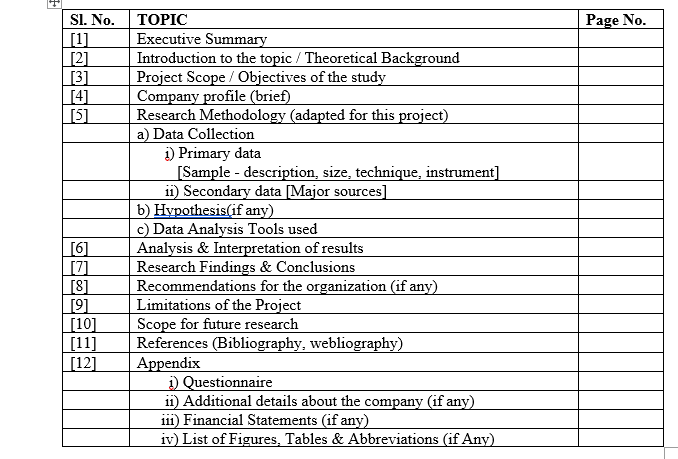 Sl. No. TOPIC Page No.
[1] Executive Summary
[2] Introduction to the topic / Theoretical Background
[3] Project Scope / Objectives of the study
[4] Company profile (brief)
[5] Research Methodology (adapted for this project)
a) Data Collection
i) Primary data
[Sample - description, size, technique, instrument]
ii) Secondary data [Major sources]
b) Hypothesis(if any)
c) Data Analysis Tools used
[6] Analysis & Interpretation of results
[7] Research Findings & Conclusions
[8] Recommendations for the organization (if any)
[9] Limitations of the Project
[10] Scope for future research
[11] References (Bibliography, webliography)
[12] Appendix
i) Questionnaire
ii) Additional details about the company (if any)
iii) Financial Statements (if any)
iv) List of Figures, Tables & Abbreviations (if Any)